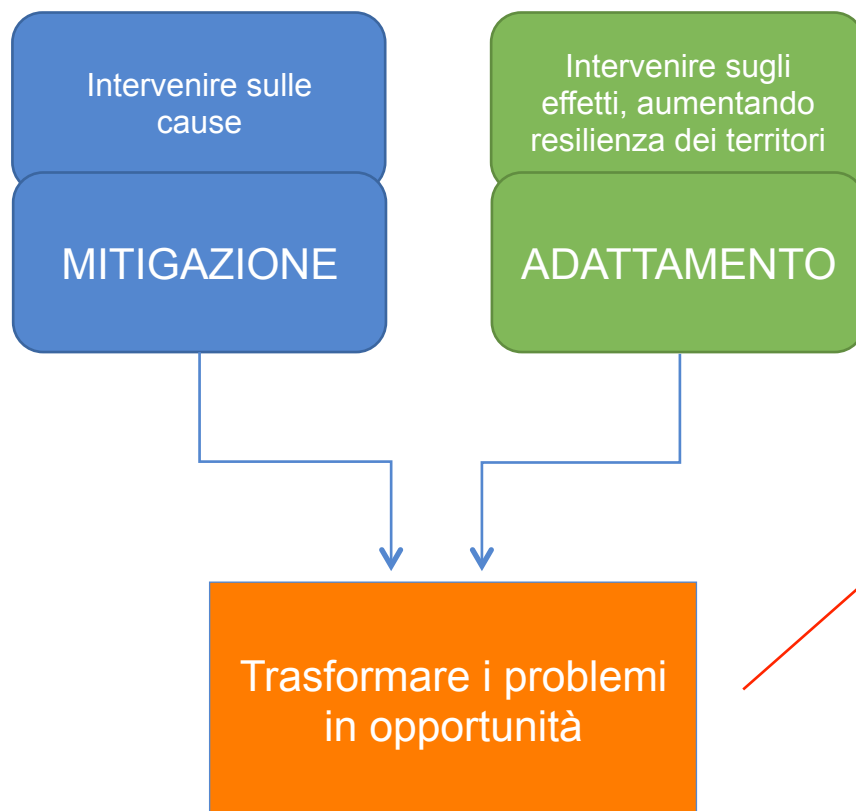 Intervenire sulle
cause
MITIGAZIONE
Intervenire sugli
effetti, aumentando
resilienza dei territori
ADATTAMENTO
Trasformare i problemi
in opportunità